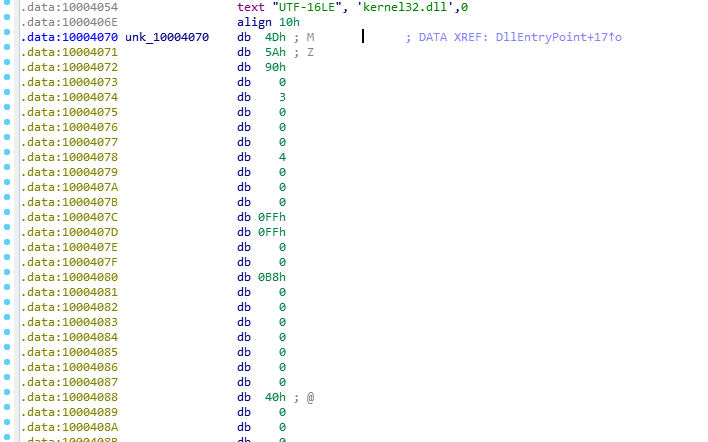 .data:10004054 text "UTF-16LE", 'kernel32.dll',0
.data:1000406E align 10h
.data:10004070 unk_10004070 db 4Dh ; M ; DATA XREF: DllEntryPoint+17↑o
.data:10004071 db 5Ah ; Z
.data:10004072 db 90h
.data:10004073 db 0
.data:10004074 db 3
.data:10004075 db 0
.data:10004076 db 0
.data:10004077 db 0
.data:10004078 db 4
.data:10004079 db 0
.data:1000407A db 0
.data:1000407B db 0
.data:1000407C db 0FFh
.data:1000407D db 0FFh
.data:1000407E db 0
.data:1000407F db 0
.data:10004080 db 0B8h
.data:10004081 db 0
.data:10004082 db 0
.data:10004083 db 0
.data:10004084 db 0
.data:10004085 db 0
.data:10004086 db 0
.data:10004087 db 0
.data:10004088 db 40h ; @
.data:10004089 db 0
.data:1000408A db 0
.data:1000408B db 0